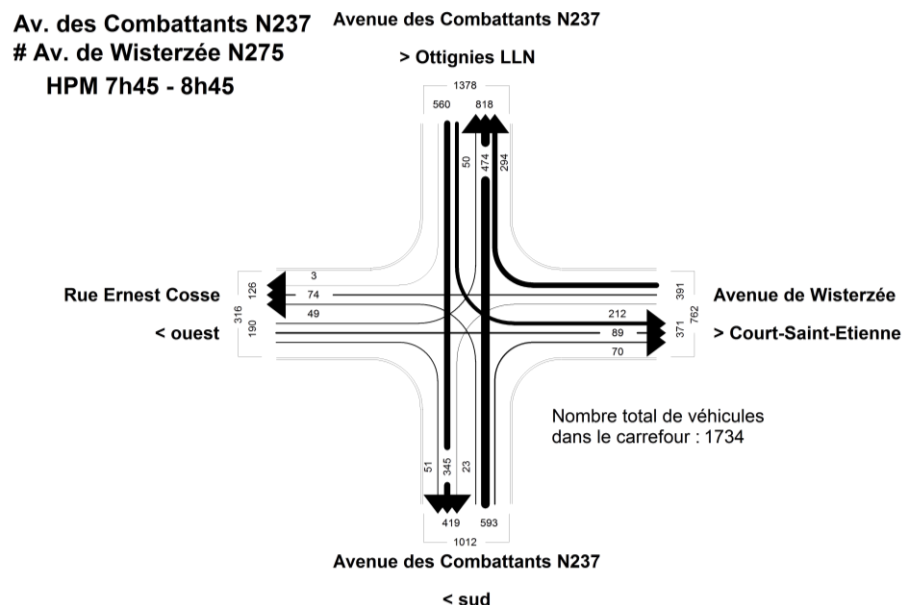 Av. des Combattants N237
# Av. de Wisterzée N275
HPM 7h45 - 8h45
Avenue des Combattants N237
> Ottignies LLN
1378
560 818
50 474 294
3
74
49
126
190
316
Rue Ernest Cosse
< ouest
212
89
70
391
371
762
Avenue de Wisterzée
> Court-Saint-Etienne
Nombre total de véhicules
dans le carrefour : 1734
51 345 23
419 593
1012
Avenue des Combattants N237
< sud